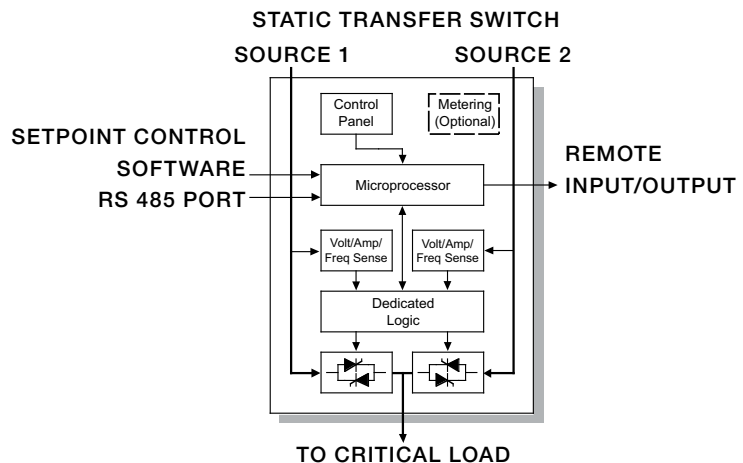 STATIC TRANSFER SWITCH
SOURCE 1
SOURCE 2
Control
Panel
Metering
(Optional)
SETPOINT CONTROL
SOFTWARE
RS 485 PORT
Microprocessor
REMOTE
INPUT/OUTPUT
Volt/Amp/
Freq Sense
Volt/Amp/
Freq Sense
Dedicated
Logic
TO CRITICAL LOAD